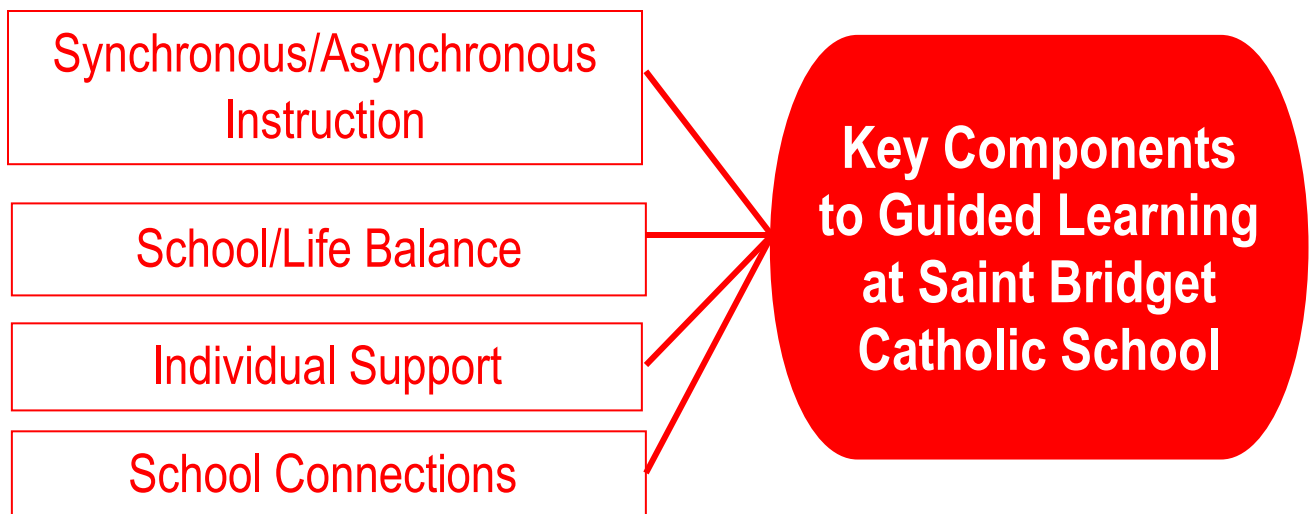 Synchronous/Asynchronous
Instruction
School/Life Balance
Individual Support
School Connections
Key Components
to Guided Learning
at Saint Bridget
Catholic School